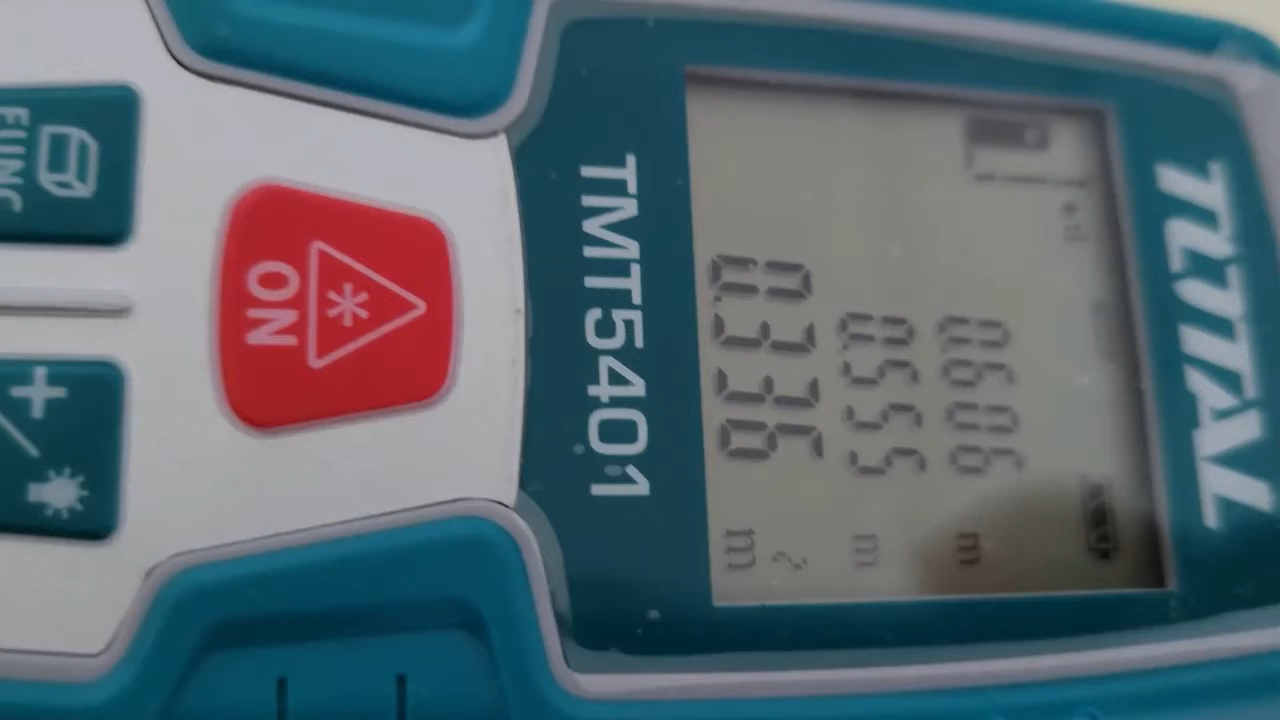 TOTAL
0.606 m
0.555 m
0.336 m²
TMT5401
ON
FUNC
+/